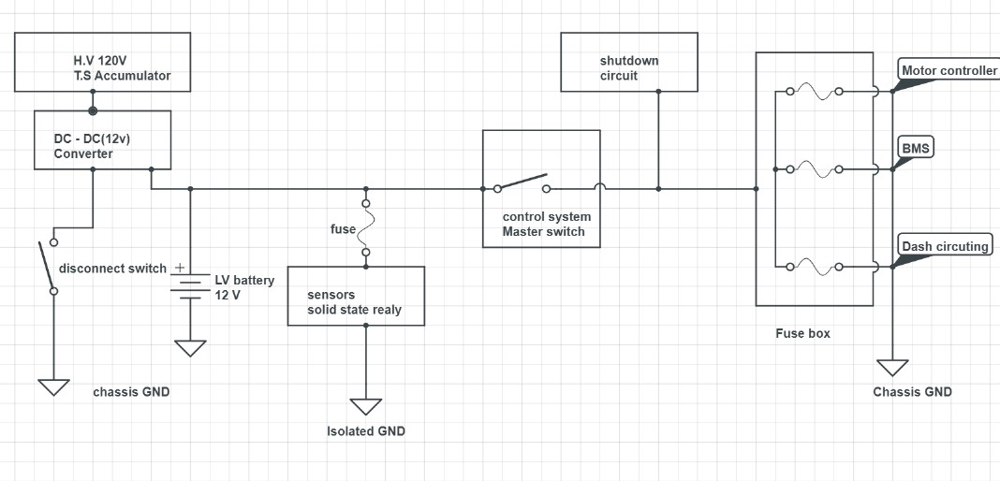 H.V 120V
T.S Accumulator
DC - DC(12v)
Converter
disconnect switch
+
LV battery
12 V
chassis GND
fuse
sensors
solid state realy
Isolated GND
control system
Master switch
shutdown
circuit
Motor controller
BMS
Dash circuting
Fuse box
Chassis GND